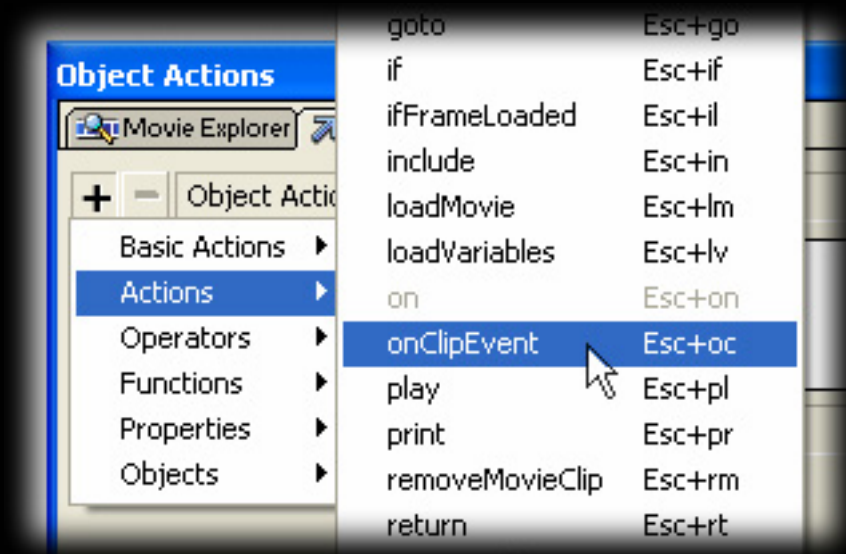 Object Actions
Movie Explorer
+ − Object Actio
Basic Actions
Actions
Operators
Functions
Properties
Objects
goto Esc+go
if Esc+if
ifFrameLoaded Esc+il
include Esc+in
loadMovie Esc+lm
loadVariables Esc+lv
on Esc+on
onClipEvent Esc+oc
play Esc+pl
print Esc+pr
removeMovieClip Esc+rm
return Esc+rt